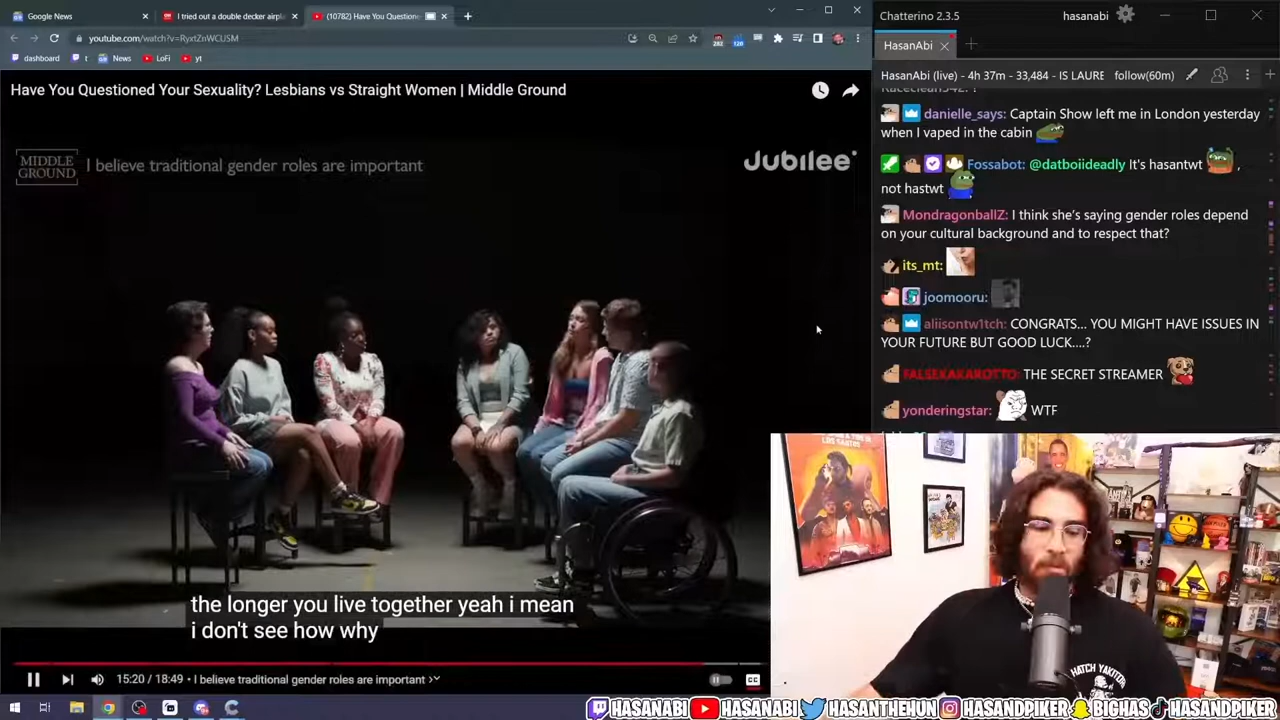 Google News
I tried out a double decker airpl
(10782) Have You Questione
youtube.com/watch?v=RyxtZnWCUSM
dashboard
t
News
LoFi
yt
Have You Questioned Your Sexuality? Lesbians vs Straight Women | Middle Ground
MIDDLE
GROUND
I believe traditional gender roles are important
Jubilee
the longer you live together yeah i mean
i don't see how why
15:20 / 18:49 • I believe traditional gender roles are important
Chatterino 2.3.5
hasanabi
HasanAbi
HasanAbi (live) - 4h 37m - 33,484 - IS LAURE
follow(60m)
danielle_says: Captain Show left me in London yesterday
when I vaped in the cabin
Fossabot: @datboiideadly It's hasantwt ,
not hastwt
MondragonballZ: I think she's saying gender roles depend
on your cultural background and to respect that?
its_mt:
joomooru:
aliisontw1tch: CONGRATS... YOU MIGHT HAVE ISSUES IN
YOUR FUTURE BUT GOOD LUCK....?
FALSEKAKAROTTO: THE SECRET STREAMER
yonderingstar: WTF
HATCH YAKITORI
HASANABI
HASANABI
HASANTHEHUN
HASANDPIKER
BIGHAS
HASANDPIKER